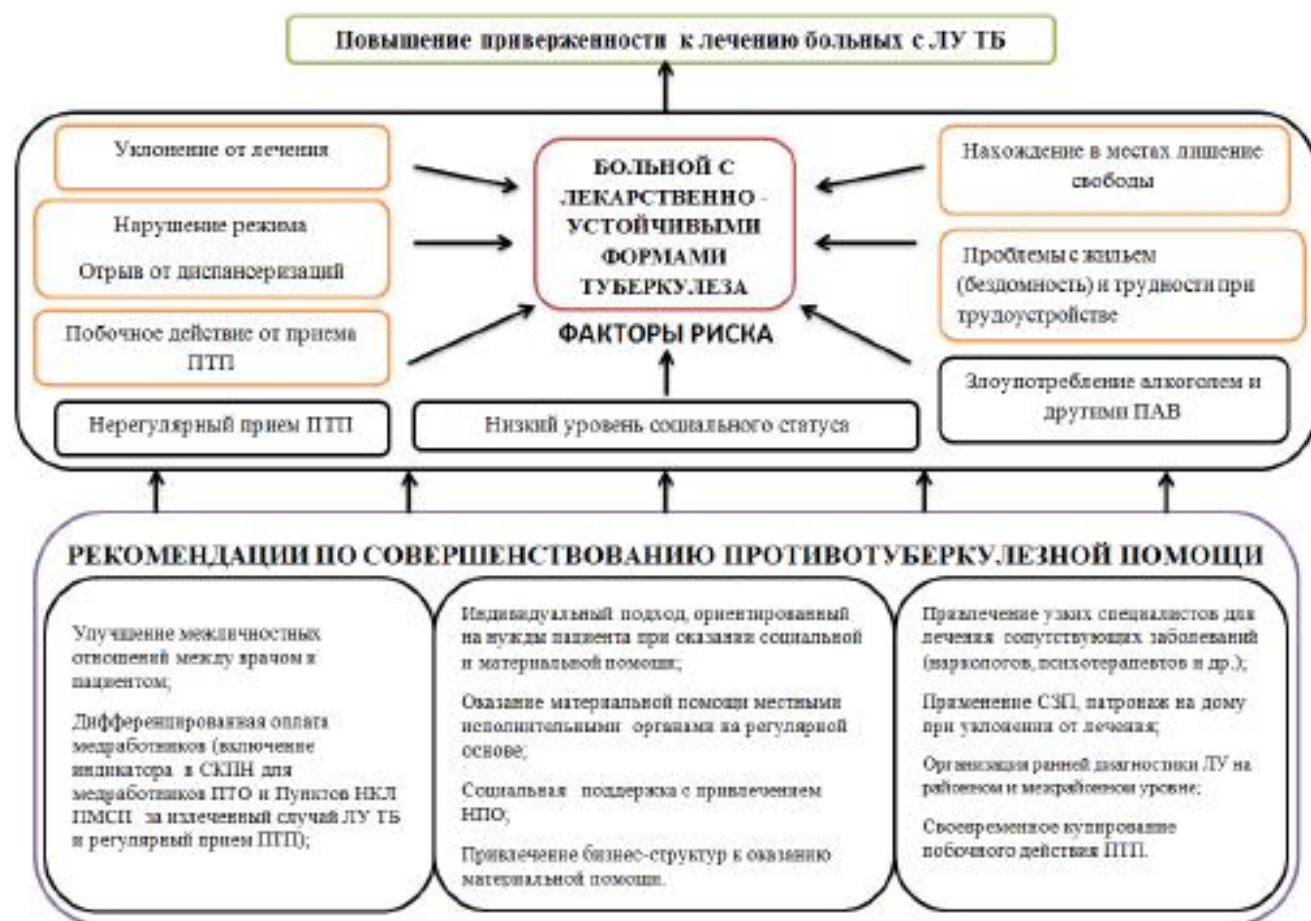 Повышение приверженности к лечению больных с ЛУ ТБ
Уклонение от лечения
Нарушение режима
Отрыв от диспансеризаций
Побочное действие от приема
ПТП
Нерегулярный прием ПТП
БОЛЬНОЙ С
ЛЕКАРСТВЕННО -
УСТОЙЧИВЫМИ
ФОРМАМИ
ТУБЕРКУЛЕЗА
ФАКТОРЫ РИСКА
Низкий уровень социального статуса
Нахождение в местах лишение
свободы
Проблемы с жильем
(бездомность) и трудности при
трудоустройстве
Злоупотребление алкоголем и
другими ПАВ
РЕКОМЕНДАЦИИ ПО СОВЕРШЕНСТВОВАНИЮ ПРОТИВОТУБЕРКУЛЕЗНОЙ ПОМОЩИ
Улучшение межличностных
отношений между врачом и
пациентом;
Дифференцированная оплата
медработников (включение
индикатора в СКПН для
медработников ПТО и Пунктов НКЛ
ПМСП за излеченный случай ЛУ ТБ
и регулярный прием ПТП);
Индивидуальный подход, ориентированный
на нужды пациента при оказании социальной
и материальной помощи;
Оказание материальной помощи местными
исполнительными органами на регулярной
основе;
Социальная поддержка с привлечением
НПО;
Привлечение бизнес-структур к оказанию
материальной помощи.
Привлечение узких специалистов для
лечения сопутствующих заболеваний
(наркологов, психотерапевтов и др.);
Применение СЗП, патронаж на дому
при уклонении от лечения;
Организация ранней диагностики ЛУ на
районном и межрайонном уровне;
Своевременное купирование
побочного действия ПТП.